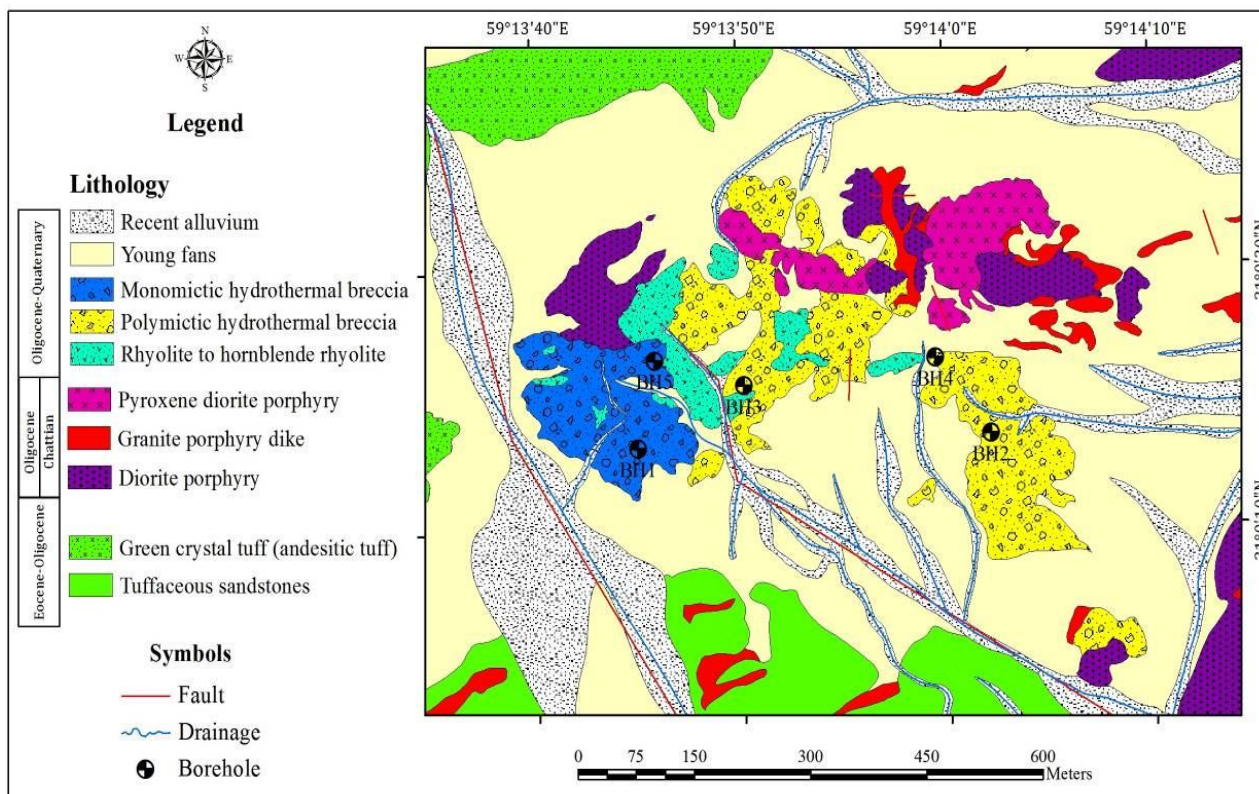 59°13'40"E
59°13'50"E
59°14'0"E
59°14'10"E
N
W E
S
Legend
Lithology
Recent alluvium
Young fans
Monomictic hydrothermal breccia
Polymictic hydrothermal breccia
Rhyolite to hornblende rhyolite
Pyroxene diorite porphyry
Granite porphyry dike
Diorite porphyry
Green crystal tuff (andesitic tuff)
Tuffaceous sandstones
Oligocene-Quaternary
Oligocene
Chattian
Eocene-Oligocene
Symbols
Fault
Drainage
Borehole
BH5
BH3
BH4
BH1
BH2
0 75 150 300 450 600
Meters